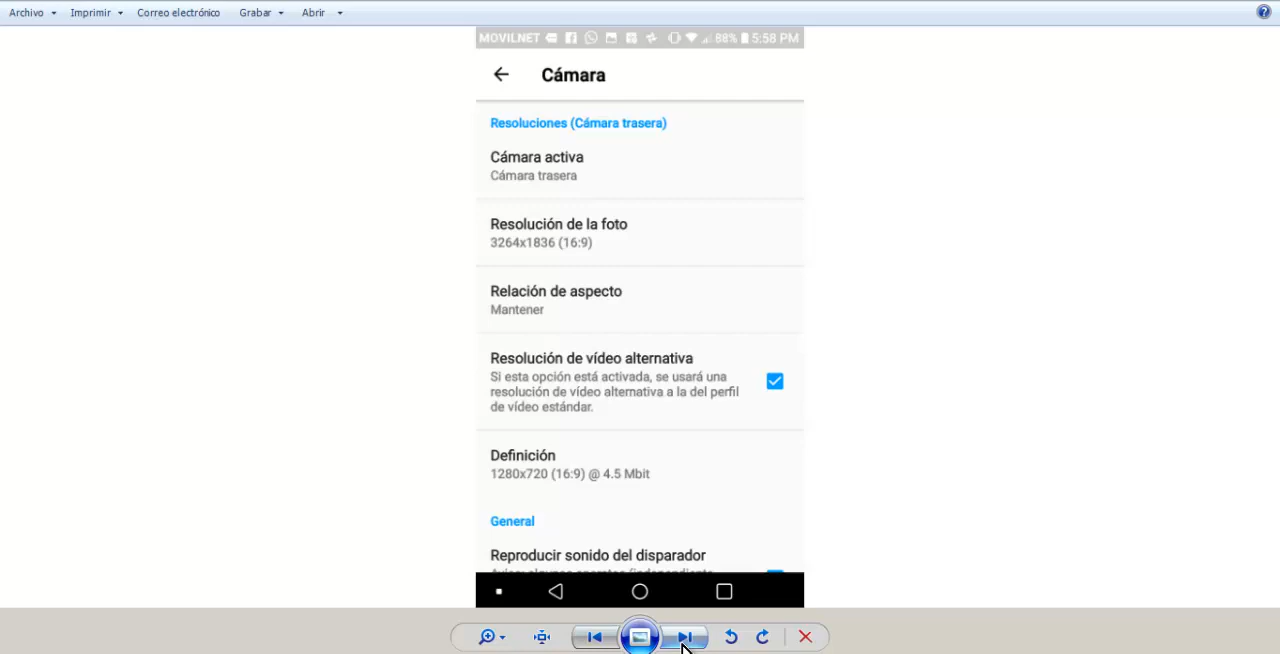 Archivo Imprimir Correo electrónico Grabar Abrir
MOVILNET 88% 5:58 PM
Cámara
Resoluciones (Cámara trasera)
Cámara activa
Cámara trasera
Resolución de la foto
3264x1836 (16:9)
Relación de aspecto
Mantener
Resolución de vídeo alternativa
Si esta opción está activada, se usará una
resolución de vídeo alternativa a la del perfil
de vídeo estándar.
Definición
1280x720 (16:9) @ 4.5 Mbit
General
Reproducir sonido del disparador